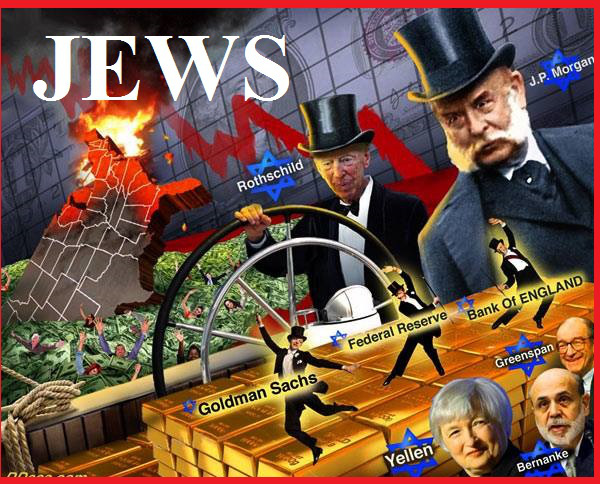 JEWS
J.P. Morgan
Rothschild
Bank Of ENGLAND
Federal Reserve
Greenspan
Goldman Sachs
Yellen
Bernanke